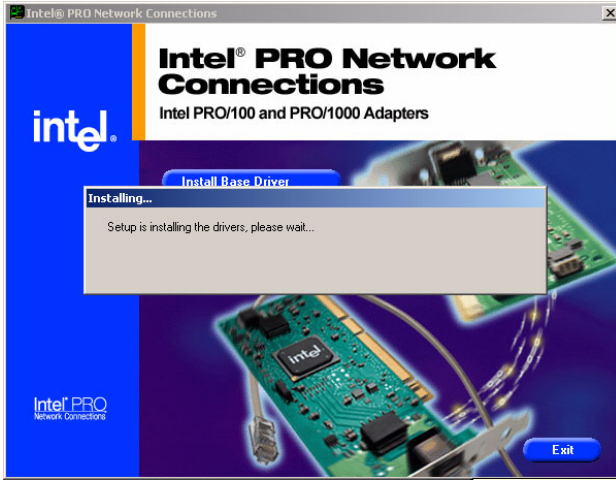 Intel® PRO Network Connections
Intel® PRO Network
Connections
Intel PRO/100 and PRO/1000 Adapters
intel.
Install Base Driver
Installing...
Setup is installing the drivers, please wait...
intel
Intel® PRO
Network Connections
Exit